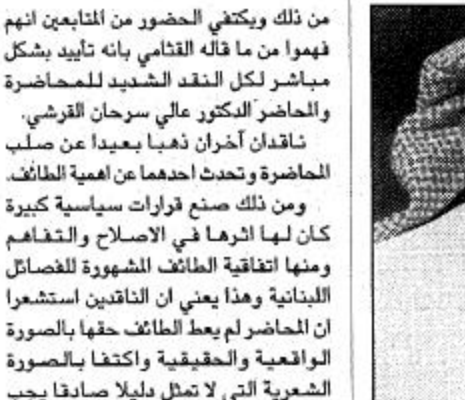 من ذلك ويكتفي الحضور من المتابعين انهم
فهموا من ما قاله القثامي بانه تأييد بشكل
مباشر لكل النقد الشديد للمحاضرة
والمحاضر الدكتور عالي سرحان القرشي.
ناقدان آخران ذهبا بعيدا عن صلب
المحاضرة وتحدث احدهما عن اهمية الطائف.
ومن ذلك صنع قرارات سياسية كبيرة
كان لها اثرها في الاصلاح والتفاهم
ومنها اتفاقية الطائف المشهورة للفصائل
اللبنانية وهذا يعني ان الناقدين استشعرا
ان المحاضر لم يعط الطائف حقها بالصورة
الواقعية والحقيقية واكتفا بالصورة
الشعرية التي لا تمثل دليلا صادقا يجب